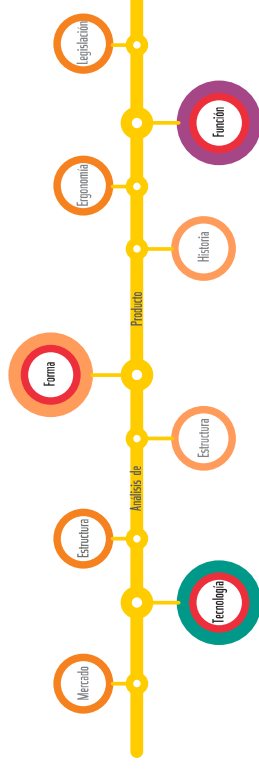 Mercado
Estructura
Forma
Ergonomía
Legislación
Análisis de Producto
Tecnología
Estructura
Historia
Función